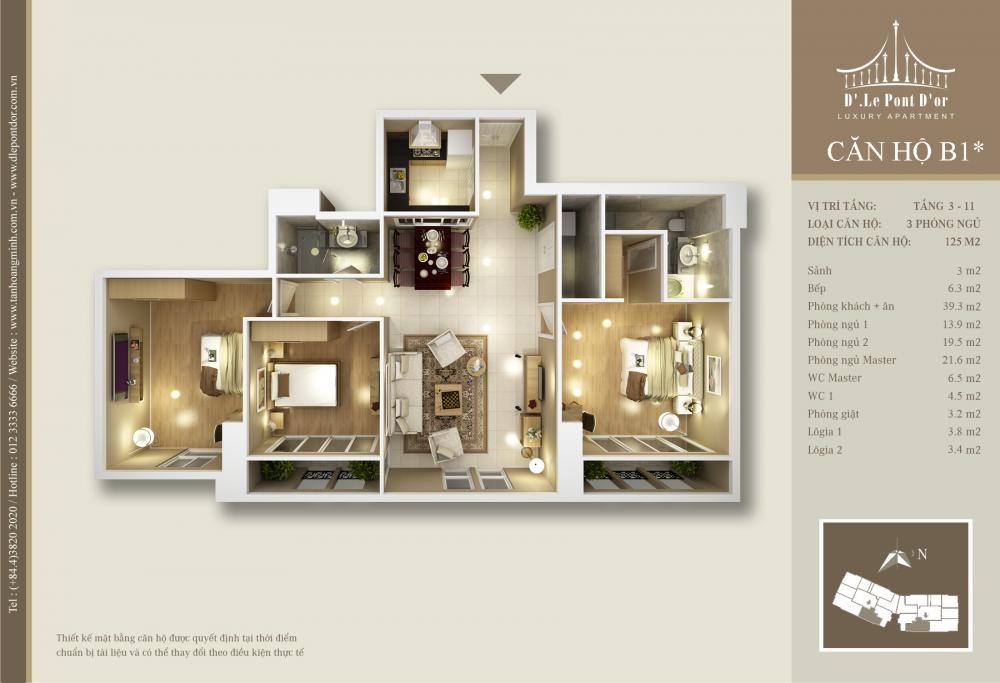 D'.Le Pont D'or
LUXURY APARTMENT
CĂN HỘ B1*
VỊ TRÍ TẦNG: TẦNG 3 - 11
LOẠI CĂN HỘ: 3 PHÒNG NGỦ
DIỆN TÍCH CĂN HỘ: 125 M2
Sảnh 3 m2
Bếp 6.3 m2
Phòng khách + ăn 39.3 m2
Phòng ngủ 1 13.9 m2
Phòng ngủ 2 19.5 m2
Phòng ngủ Master 21.6 m2
WC Master 6.5 m2
WC 1 4.5 m2
Phòng giặt 3.2 m2
Lôgia 1 3.8 m2
Lôgia 2 3.4 m2
N
Thiết kế mặt bằng căn hộ được quyết định tại thời điểm
chuẩn bị tài liệu và có thể thay đổi theo điều kiện thực tế
Tel : (+84.4)3820 2020 / Hotline : 012 3333 6666 / Website : www.tanhoangminh.com.vn - www.dlepontdor.com.vn